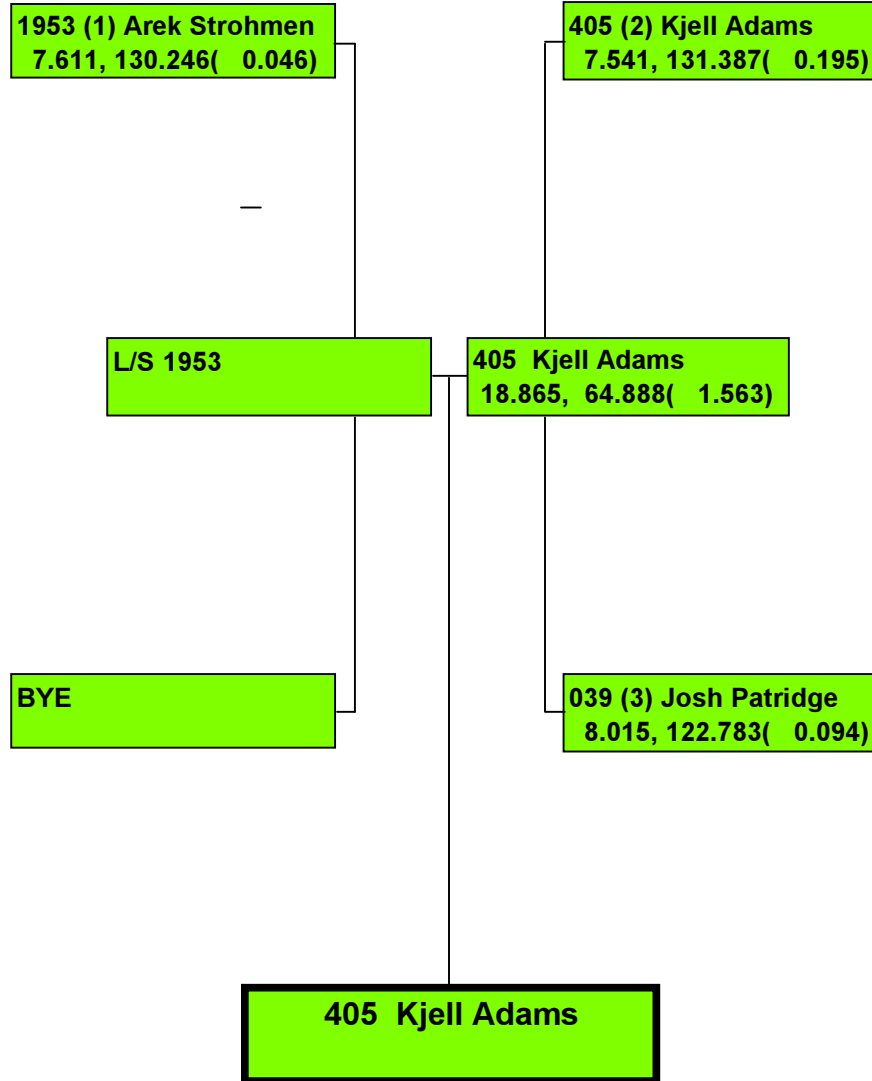 1953 (1) Arek Strohmen
7.611, 130.246( 0.046)
405 (2) Kjell Adams
7.541, 131.387( 0.195)
L/S 1953
405 Kjell Adams
18.865, 64.888( 1.563)
BYE
039 (3) Josh Patridge
8.015, 122.783( 0.094)
405 Kjell Adams